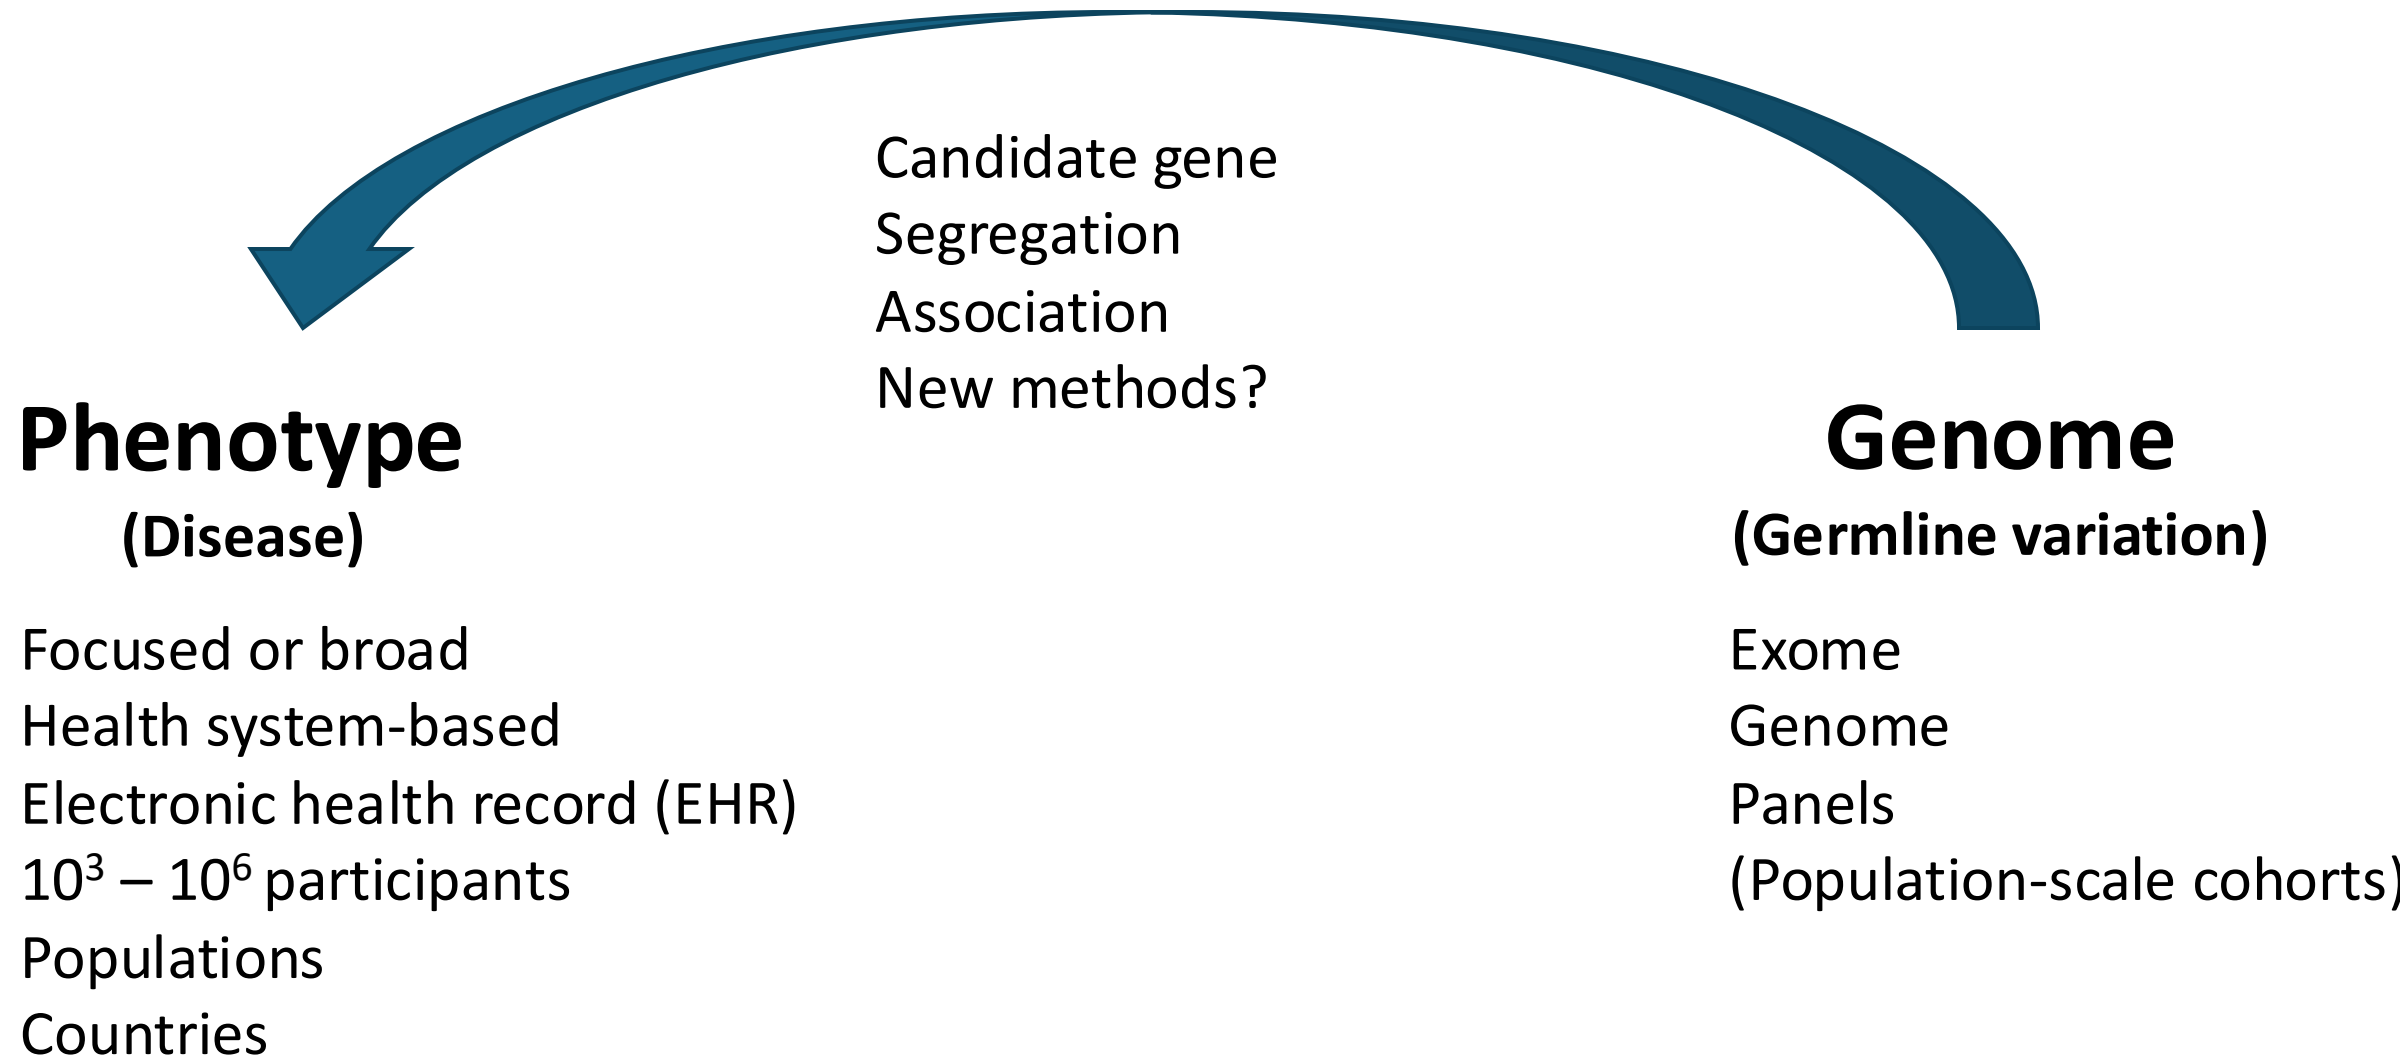 Candidate gene
Segregation
Association
New methods?
Phenotype
(Disease)
Focused or broad
Health system-based
Electronic health record (EHR)
10³ – 10⁶ participants
Populations
Countries
Genome
(Germline variation)
Exome
Genome
Panels
(Population-scale cohorts)